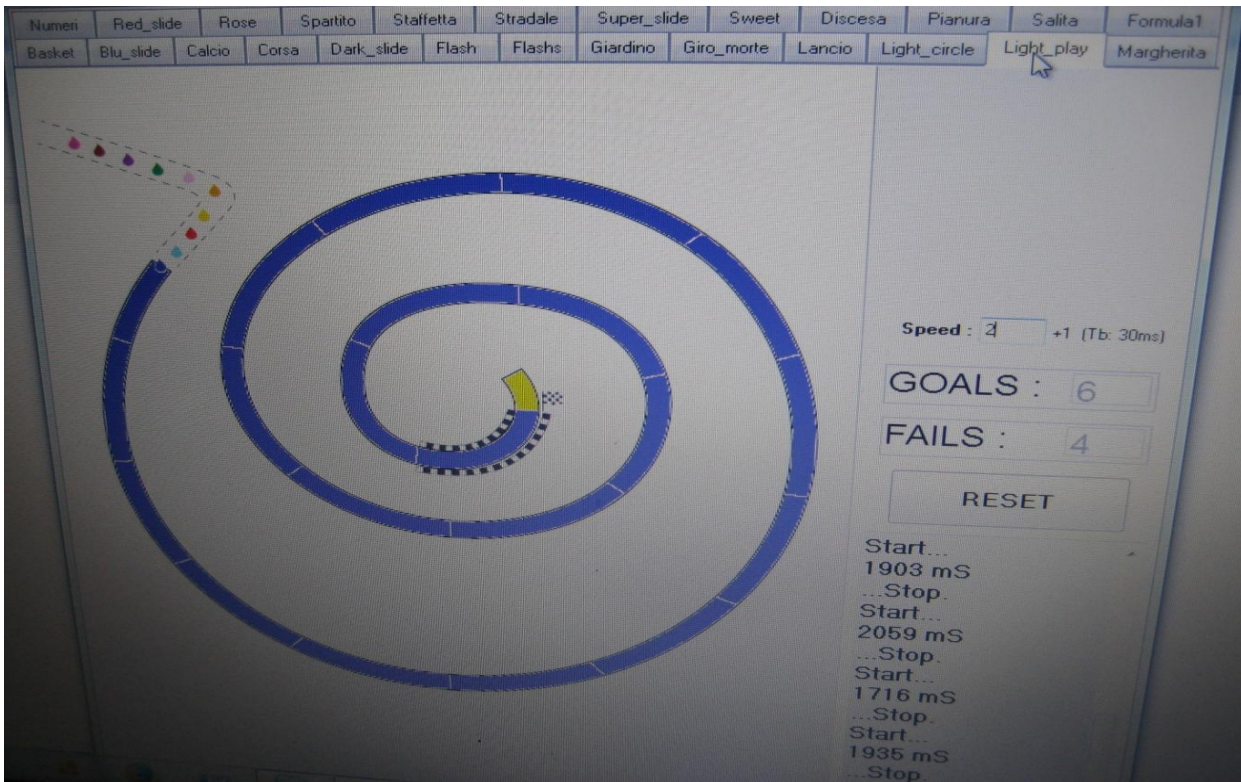 Numeri Red_slide Rose Spartito Staffetta Stradale Super_slide Sweet Discesa Pianura Salita Formula1
Basket Blu_slide Calcio Corsa Dark_slide Flash Flashs Giardino Giro_morte Lancio Light_circle Light_play Margherita
Speed : 2 +1 (Tb: 30ms)
GOALS : 6
FAILS : 4
RESET
Start...
1903 mS
...Stop.
Start...
2059 mS
...Stop.
Start...
1716 mS
...Stop.
Start...
1935 mS
...Stop.